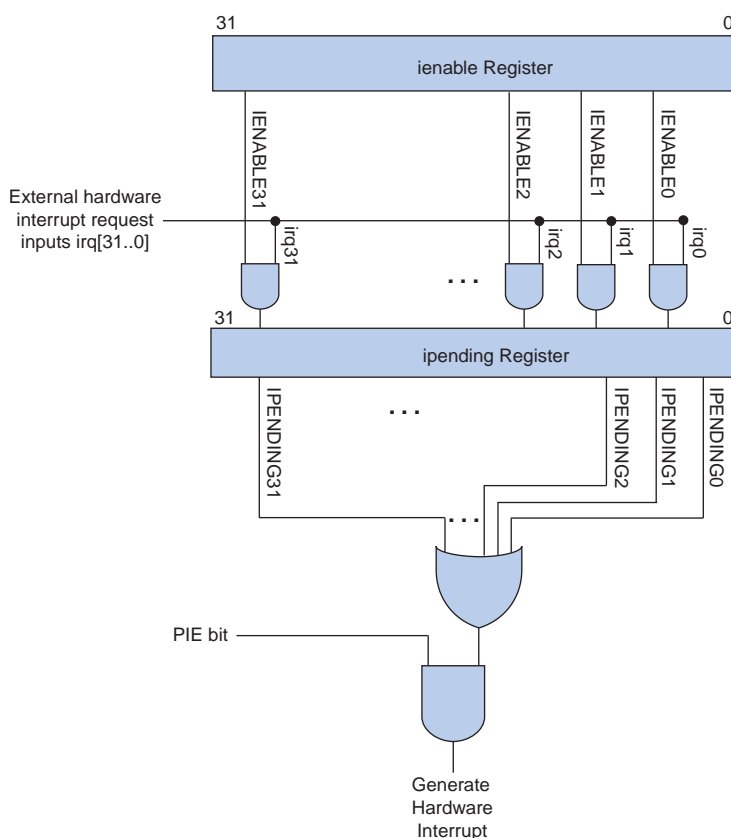 31 0
ienable Register
IENABLE31
IENABLE2
IENABLE1
IENABLE0
External hardware
interrupt request
inputs irq[31..0]
irq31
irq2
irq1
irq0
. . .
31 0
ipending Register
IPENDING31
. . .
IPENDING2
IPENDING1
IPENDING0
. . .
PIE bit
Generate
Hardware
Interrupt